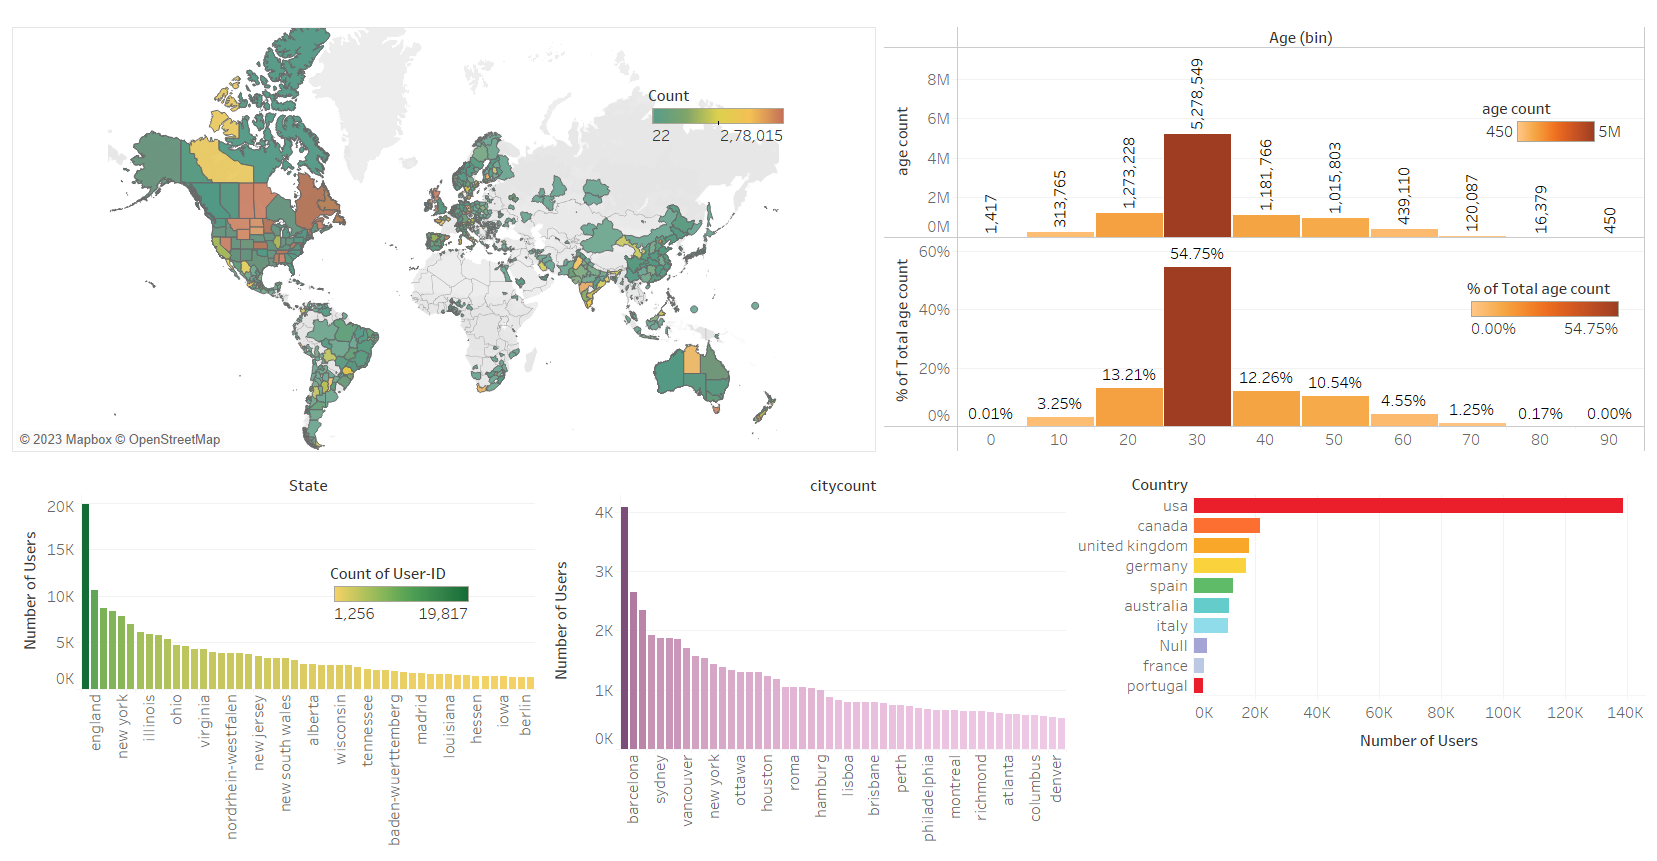 Count
22 2,78,015
© 2023 Mapbox © OpenStreetMap
Age (bin)
age count
8M
6M
4M
2M
0M
1,417
313,765
1,273,228
5,278,549
1,181,766
1,015,803
439,110
120,087
16,379
450
age count
450 5M
% of Total age count
60%
40%
20%
0%
0.01%
3.25%
13.21%
54.75%
12.26%
10.54%
4.55%
1.25%
0.17%
0.00%
% of Total age count
0.00% 54.75%
0 10 20 30 40 50 60 70 80 90
State
Number of Users
20K
15K
10K
5K
0K
Count of User-ID
1,256 19,817
england
new york
illinois
ohio
virginia
nordrhein-westfalen
new jersey
new south wales
alberta
wisconsin
tennessee
baden-wuerttemberg
madrid
louisiana
hessen
iowa
berlin
citycount
Number of Users
4K
3K
2K
1K
0K
barcelona
sydney
vancouver
new york
ottawa
houston
roma
hamburg
lisboa
brisbane
perth
philadelphia
montreal
richmond
atlanta
columbus
denver
Country
usa
canada
united kingdom
germany
spain
australia
italy
Null
france
portugal
0K 20K 40K 60K 80K 100K 120K 140K
Number of Users